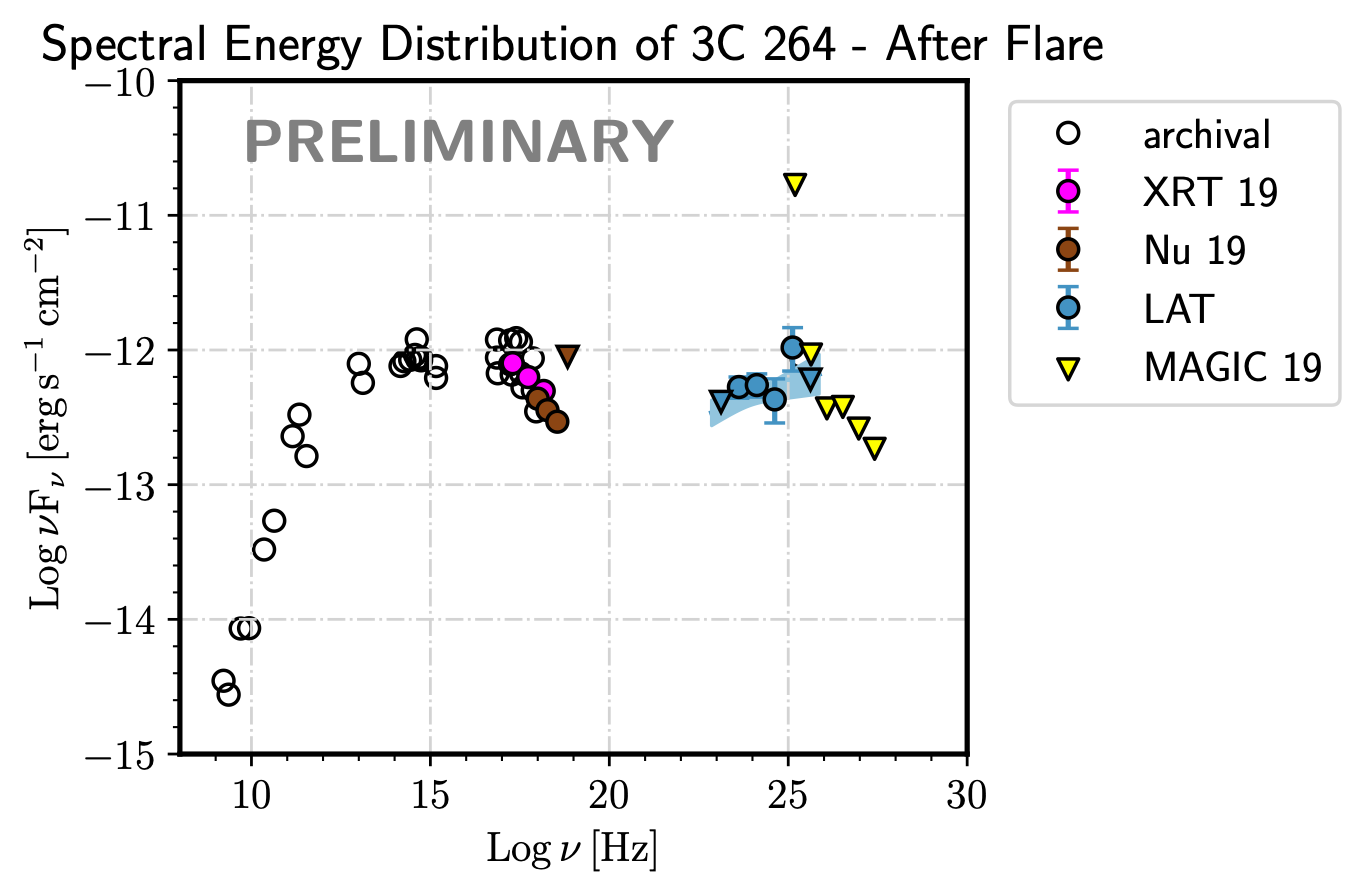 Spectral Energy Distribution of 3C 264 - After Flare
PRELIMINARY
−10
−11
−12
−13
−14
−15
Log νFν [erg s−1 cm−2]
10
15
20
25
30
Log ν [Hz]
archival
XRT 19
Nu 19
LAT
MAGIC 19